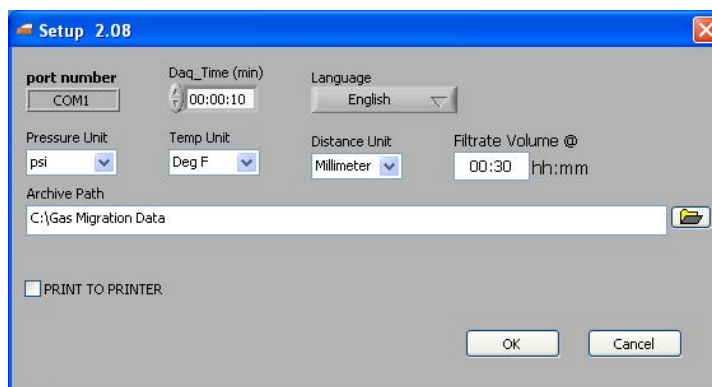 Setup 2.08
port number
Daq_Time (min)
Language
COM1
00:00:10
English
Pressure Unit
Temp Unit
Distance Unit
Filtrate Volume @
psi
Deg F
Millimeter
00:30 hh:mm
Archive Path
C:\Gas Migration Data
PRINT TO PRINTER
OK
Cancel